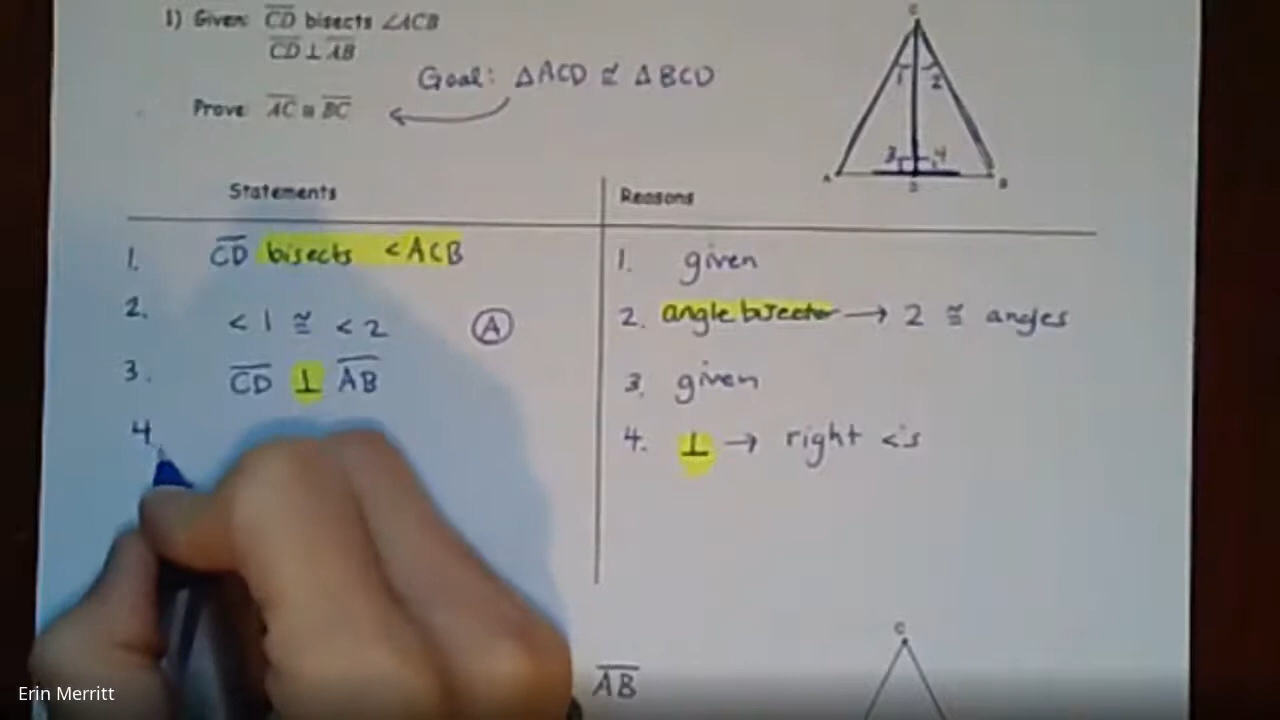 1) Given: CD bisects ∠ACB
CD ⊥ AB
Goal: △ACD ≅ △BCD
Prove: AC ≅ BC
C
1 2
3 4
A D B
Statements Reasons
1. CD bisects <ACB 1. given
2. <1 ≅ <2 A 2. angle bisector → 2 ≅ angles
3. CD ⊥ AB 3. given
4. 4. ⊥ → right <'s
C
AB
Erin Merritt